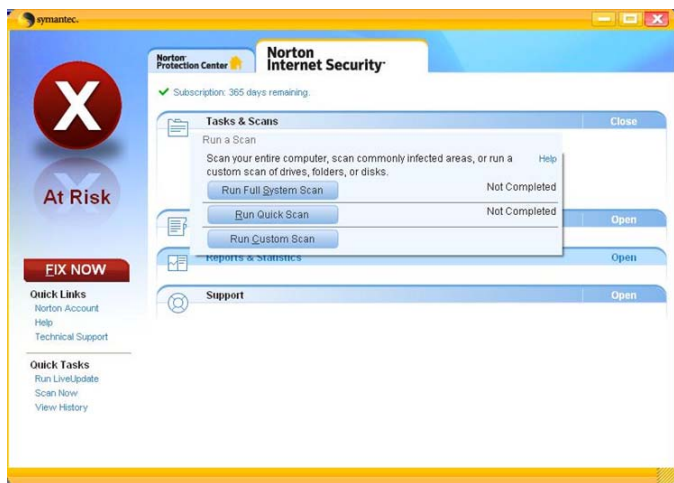 symantec.
Norton Protection Center
Norton Internet Security
Subscription: 365 days remaining.
X
At Risk
FIX NOW
Quick Links
Norton Account
Help
Technical Support
Quick Tasks
Run LiveUpdate
Scan Now
View History
Tasks & Scans Close
Run a Scan
Scan your entire computer, scan commonly infected areas, or run a Help
custom scan of drives, folders, or disks.
Run Full System Scan Not Completed
Run Quick Scan Not Completed
Run Custom Scan
Open
Reports & Statistics Open
Support Open